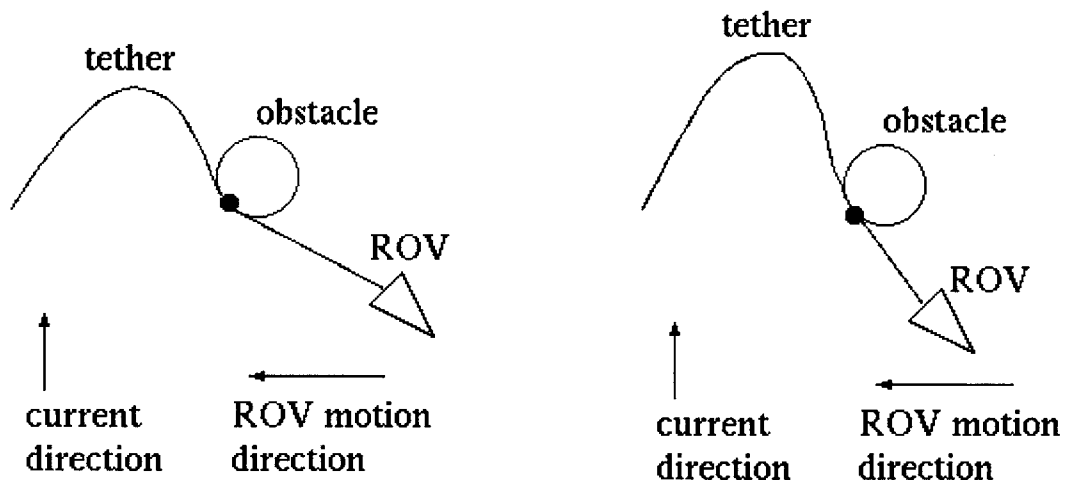 tether
obstacle
ROV
current
direction
ROV motion
direction
tether
obstacle
ROV
current
direction
ROV motion
direction